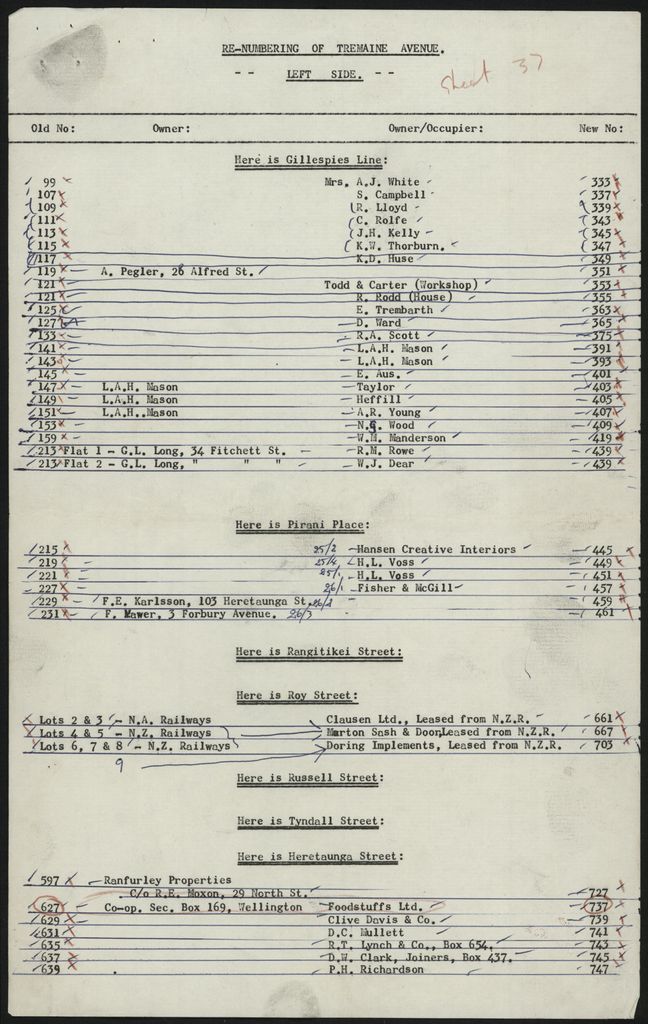 RE-NUMBERING OF TREMAINE AVENUE.
Sheet 37
- - LEFT SIDE. - -
Old No: Owner: Owner/Occupier: New No:
Here is Gillespies Line:
99 Mrs. A.J. White 333
107 S. Campbell 337
109 R. Lloyd 339
111 C. Rolfe 343
113 J.H. Kelly 345
115 K.W. Thorburn. 347
117 K.D. Huse 349
119 A. Pegler, 26 Alfred St. 351
121 Todd & Carter (Workshop) 353
121 R. Rodd (House) 355
125 E. Trembarth 363
127 D. Ward 365
133 R.A. Scott 375
141 L.A.H. Mason 391
143 L.A.H. Mason 393
145 E. Aus. 401
147 L.A.H. Mason Taylor 403
149 L.A.H. Mason Heffill 405
151 L.A.H. Mason A.R. Young 407
153 N.G. Wood 409
159 W.M. Manderson 419
213 Flat 1 - G.L. Long, 34 Fitchett St. R.M. Rowe 439
213 Flat 2 - G.L. Long, " " " W.J. Dear 439
Here is Pirani Place:
215 25/2 Hansen Creative Interiors 445
219 25/4 H.L. Voss 449
221 25/1 H.L. Voss 451
227 26/1 Fisher & McGill 457
229 F.E. Karlsson, 103 Heretaunga St. 26/2 459
231 F. Mawer, 3 Forbury Avenue. 26/3 461
Here is Rangitikei Street:
Here is Roy Street:
Lots 2 & 3 - N.A. Railways Clausen Ltd., Leased from N.Z.R. 661
Lots 4 & 5 - N.Z. Railways Marton Sash & Door, Leased from N.Z.R. 667
Lots 6, 7 & 8 - N.Z. Railways Doring Implements, Leased from N.Z.R. 703
9
Here is Russell Street:
Here is Tyndall Street:
Here is Heretaunga Street:
597 Ranfurley Properties
C/o R.E. Moxon, 29 North St. 727
627 Co-op. Sec. Box 169, Wellington Foodstuffs Ltd. 737
629 Clive Davis & Co. 739
631 D.C. Mullett 741
635 R.T. Lynch & Co., Box 654. 743
637 D.W. Clark, Joiners, Box 437. 745
639 P.H. Richardson 747